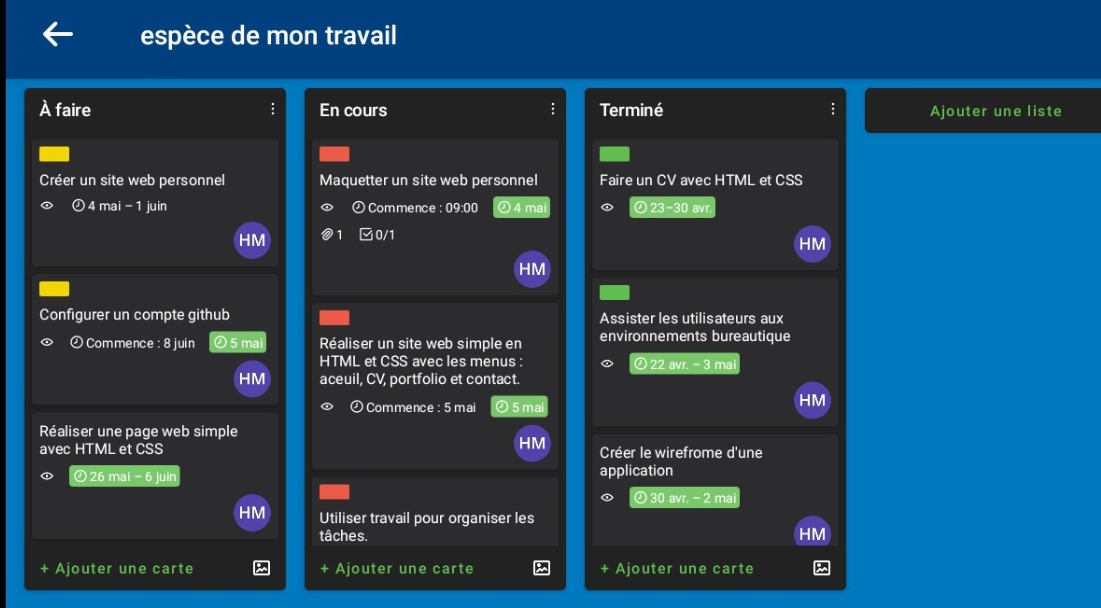 espèce de mon travail
À faire
Créer un site web personnel
4 mai – 1 juin
HM
Configurer un compte github
Commence : 8 juin 5 mai
HM
Réaliser une page web simple
avec HTML et CSS
26 mai – 6 juin
HM
+ Ajouter une carte
En cours
Maquetter un site web personnel
Commence : 09:00 4 mai
1 0/1
HM
Réaliser un site web simple en
HTML et CSS avec les menus :
aceuil, CV, portfolio et contact.
Commence : 5 mai 5 mai
HM
Utiliser travail pour organiser les
tâches.
+ Ajouter une carte
Terminé
Faire un CV avec HTML et CSS
23–30 avr.
HM
Assister les utilisateurs aux
environnements bureautique
22 avr. – 3 mai
HM
Créer le wirefrome d'une
application
30 avr. – 2 mai
HM
+ Ajouter une carte
Ajouter une liste